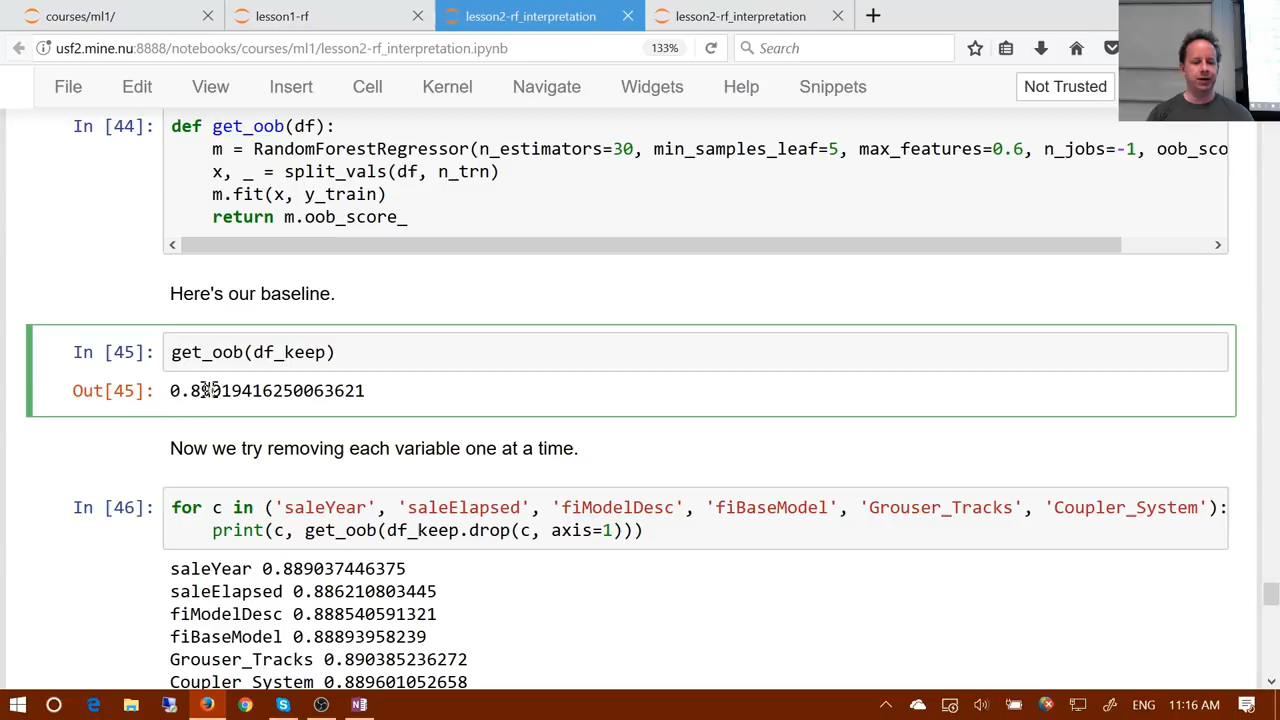 courses/ml1/
lesson1-rf
lesson2-rf_interpretation
lesson2-rf_interpretation
usf2.mine.nu:8888/notebooks/courses/ml1/lesson2-rf_interpretation.ipynb
133%
Search
File Edit View Insert Cell Kernel Navigate Widgets Help Snippets
Not Trusted
In [44]:
def get_oob(df):
m = RandomForestRegressor(n_estimators=30, min_samples_leaf=5, max_features=0.6, n_jobs=-1, oob_sco
x, _ = split_vals(df, n_trn)
m.fit(x, y_train)
return m.oob_score_
Here's our baseline.
In [45]:
get_oob(df_keep)
Out[45]:
Now we try removing each variable one at a time.
In [46]:
for c in ('saleYear', 'saleElapsed', 'fiModelDesc', 'fiBaseModel', 'Grouser_Tracks', 'Coupler_System'):
print(c, get_oob(df_keep.drop(c, axis=1)))
saleYear 0.889037446375
saleElapsed 0.886210803445
fiModelDesc 0.888540591321
fiBaseModel 0.88893958239
Grouser_Tracks 0.890385236272
Coupler_System 0.889601052658
ENG
11:16 AM